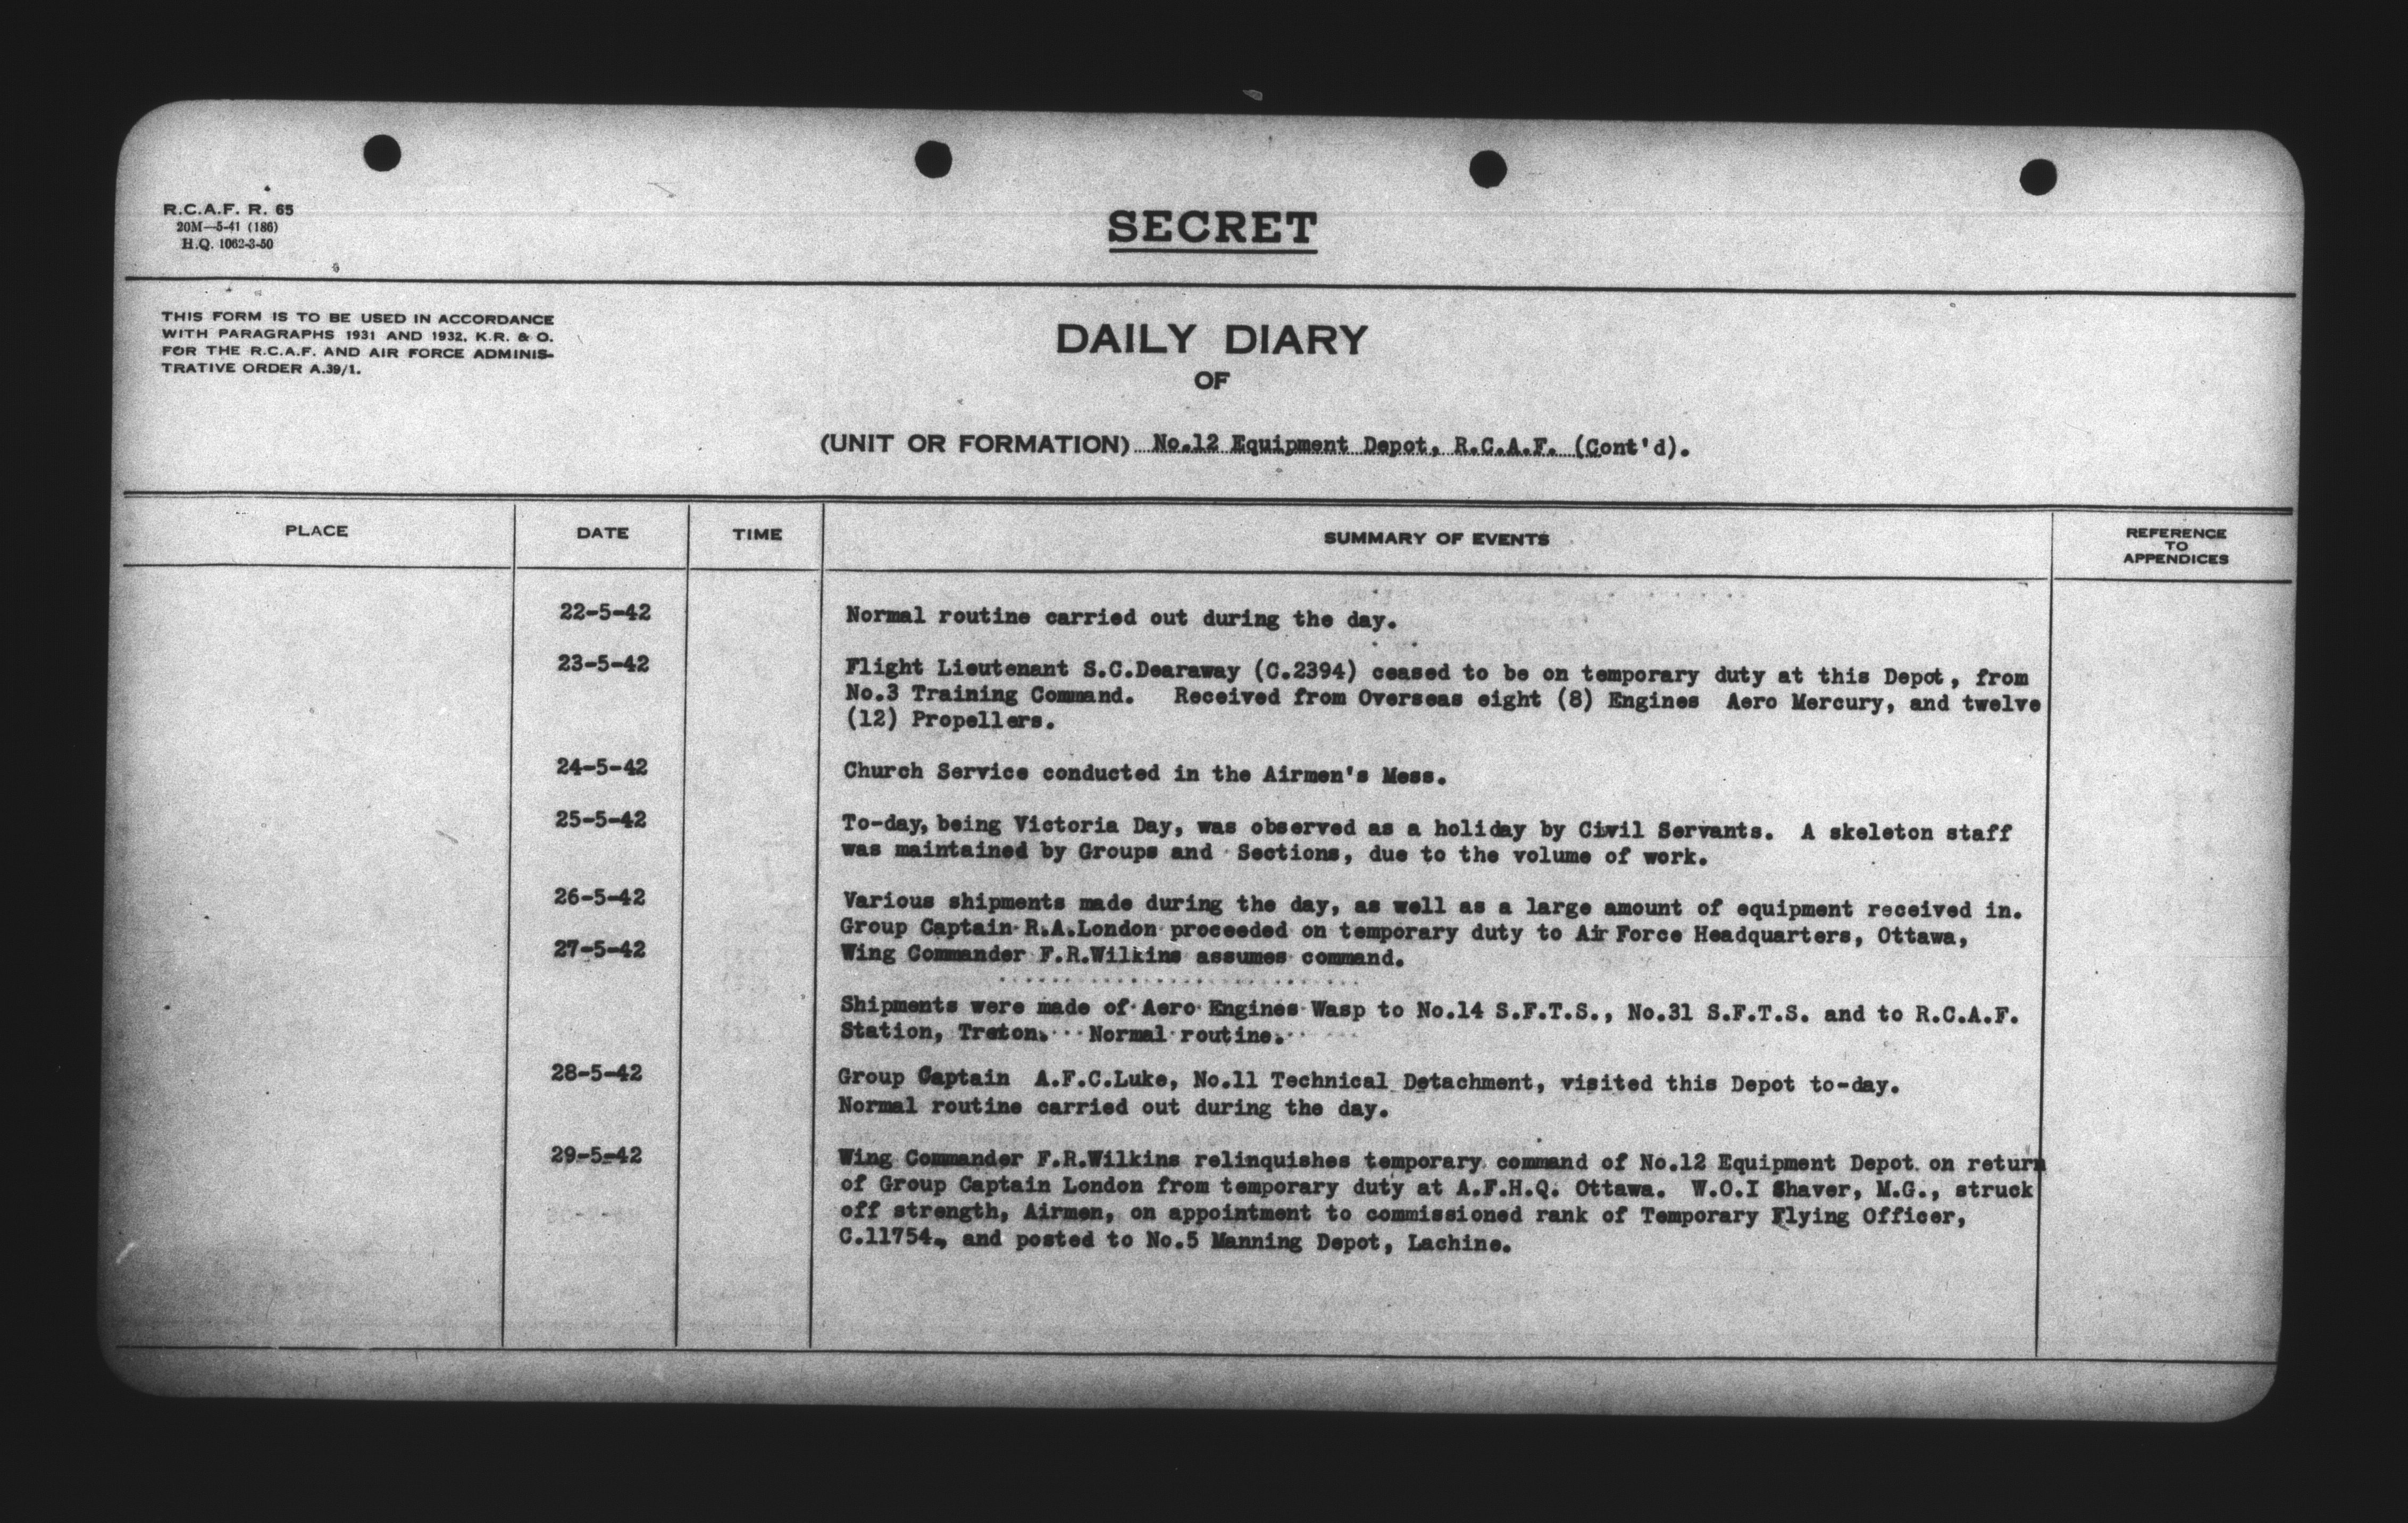 R.C.A.F. R. 65
20M—5-41 (186)
H.Q. 1062-3-50
SECRET
THIS FORM IS TO BE USED IN ACCORDANCE
WITH PARAGRAPHS 1931 AND 1932, K.R. & O.
FOR THE R.C.A.F. AND AIR FORCE ADMINIS-
TRATIVE ORDER A.39/1.
DAILY DIARY
OF
(UNIT OR FORMATION) No.12 Equipment Depot, R.C.A.F. (Cont'd).
PLACE DATE TIME SUMMARY OF EVENTS REFERENCE
TO
APPENDICES
22-5-42 Normal routine carried out during the day.
23-5-42 Flight Lieutenant S.C.Dearaway (C.2394) ceased to be on temporary duty at this Depot, from
No.3 Training Command. Received from Overseas eight (8) Engines Aero Mercury, and twelve
(12) Propellers.
24-5-42 Church Service conducted in the Airmen's Mess.
25-5-42 To-day, being Victoria Day, was observed as a holiday by Civil Servants. A skeleton staff
was maintained by Groups and Sections, due to the volume of work.
26-5-42 Various shipments made during the day, as well as a large amount of equipment received in.
Group Captain R.A.London proceeded on temporary duty to Air Force Headquarters, Ottawa,
27-5-42 Wing Commander F.R.Wilkins assumes command.
Shipments were made of Aero Engines Wasp to No.14 S.F.T.S., No.31 S.F.T.S. and to R.C.A.F.
Station, Treton. Normal routine.
28-5-42 Group Captain A.F.C.Luke, No.11 Technical Detachment, visited this Depot to-day.
Normal routine carried out during the day.
29-5-42 Wing Commander F.R.Wilkins relinquishes temporary command of No.12 Equipment Depot on return
of Group Captain London from temporary duty at A.F.H.Q. Ottawa. W.O.I Shaver, M.G., struck
off strength, Airmen, on appointment to commissioned rank of Temporary Flying Officer,
C.11754, and posted to No.5 Manning Depot, Lachine.